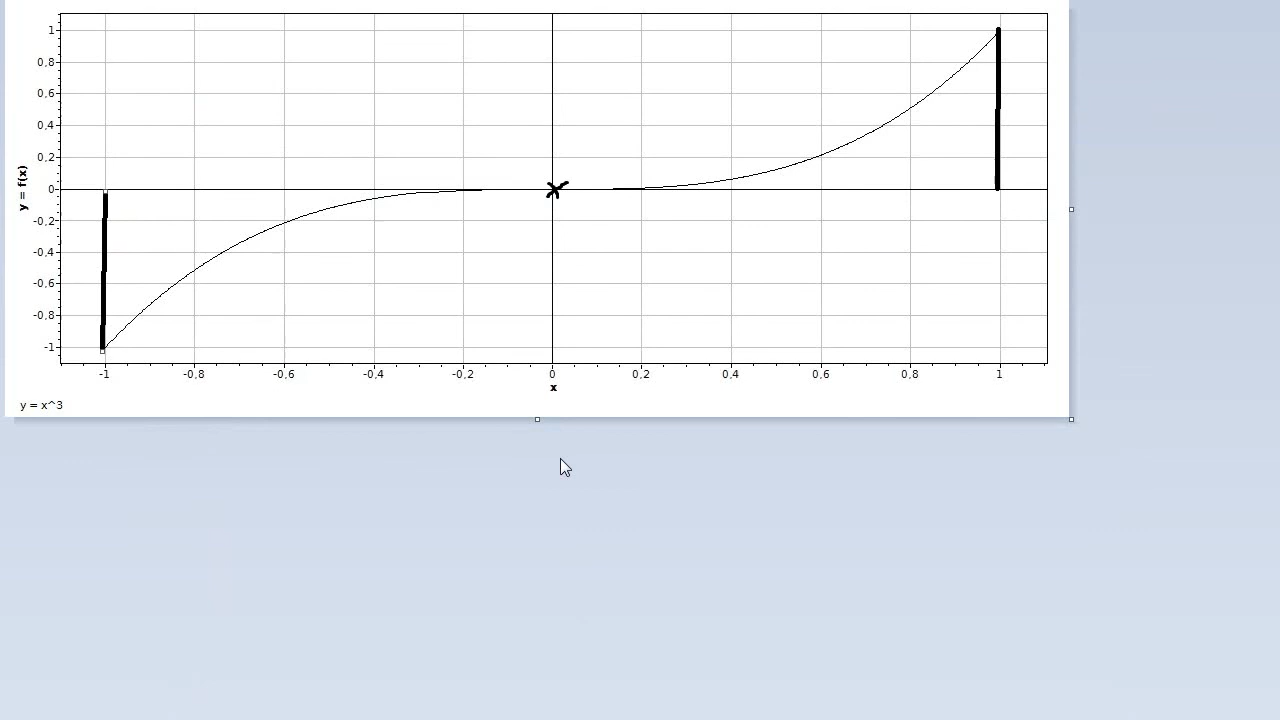 1
0.8
0.6
0.4
0.2
0
-0.2
-0.4
-0.6
-0.8
-1
y = f(x)
-1 -0,8 -0,6 -0,4 -0,2 0 0,2 0,4 0,6 0,8 1
x
y = x^3